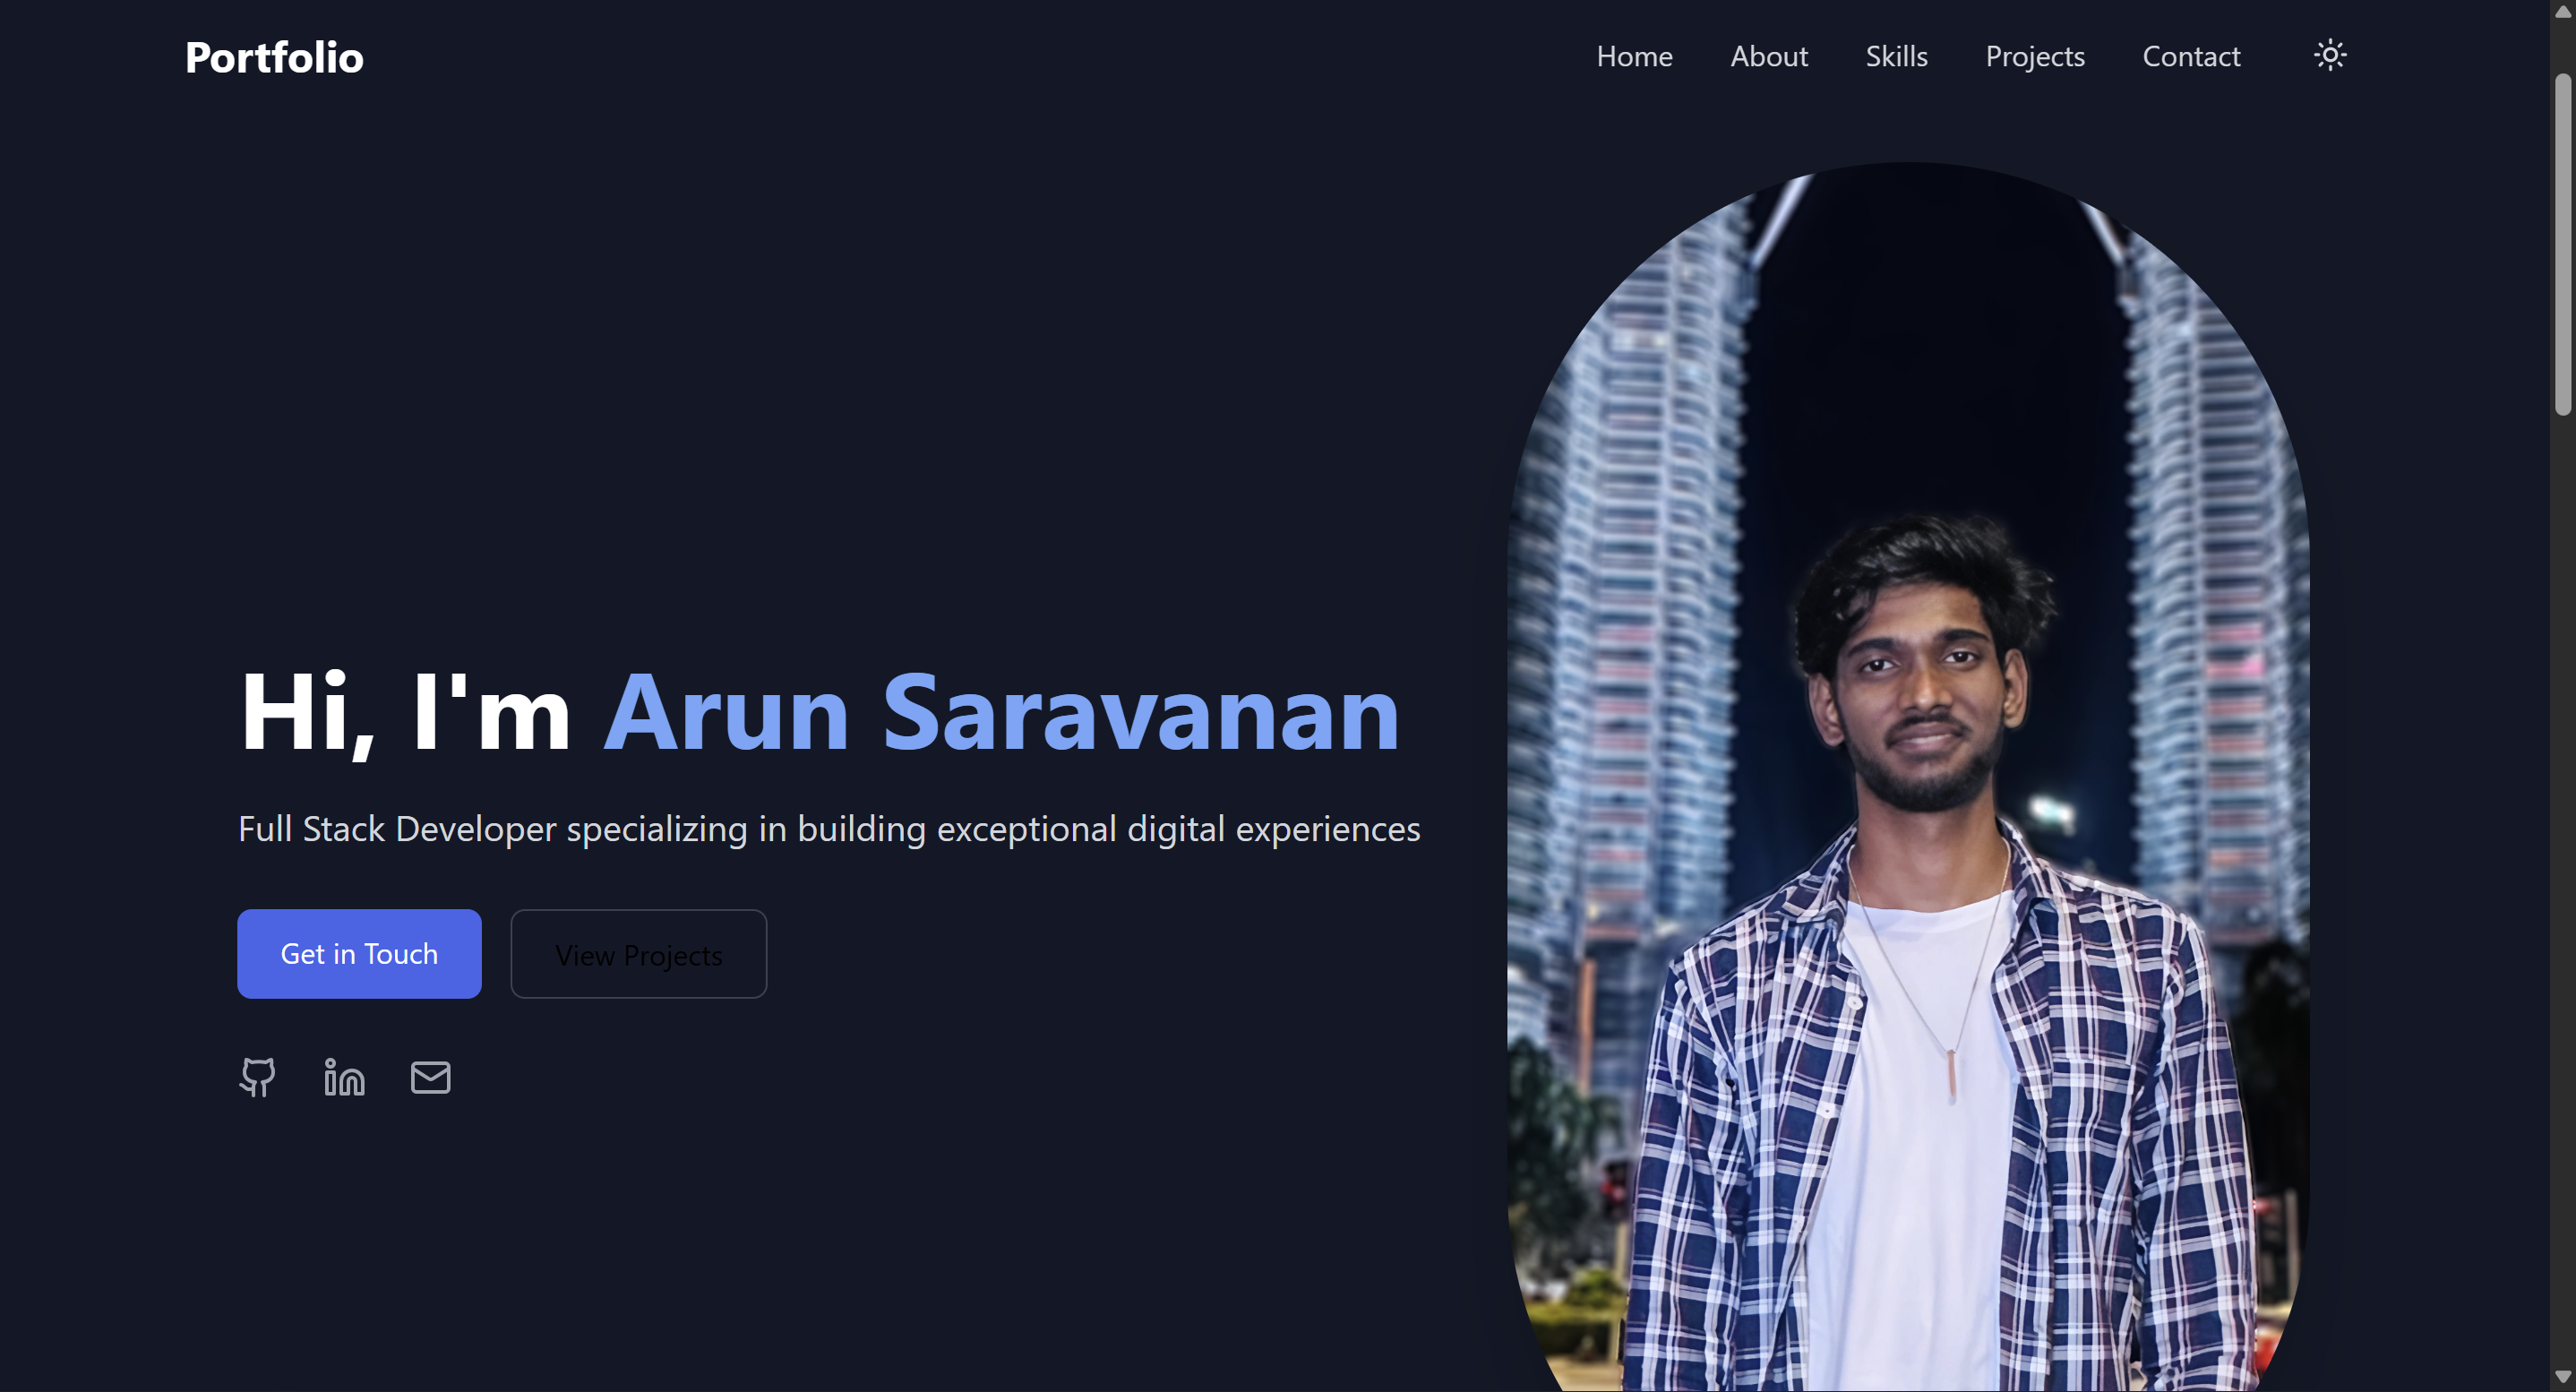 Portfolio
Home About Skills Projects Contact
Hi, I'm Arun Saravanan
Full Stack Developer specializing in building exceptional digital experiences
Get in Touch View Projects